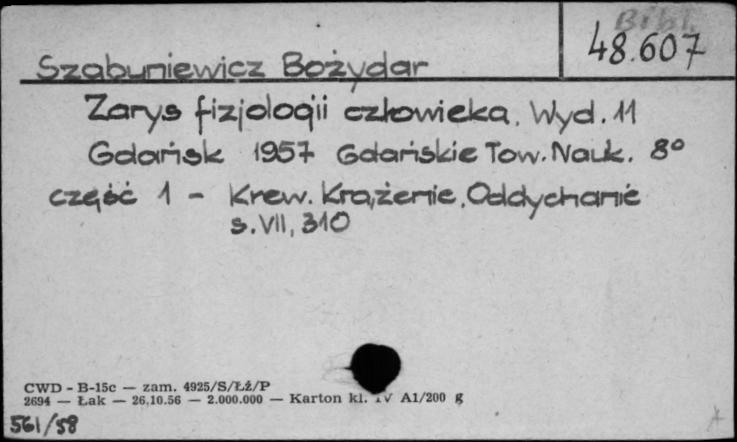 Bibl.
48.607
Szabuniewicz Bożydar
Zarys fizjologii człowieka. Wyd. 11
Gdańsk 1957 Gdańskie Tow. Nauk. 8°
część 1 - Krew. Krążenie, Oddychanie
s. VII, 310
CWD - B-15c — zam. 4925/S/Łź/P
2694 — Łak — 26.10.56 — 2.000.000 — Karton kl. IV A1/200 g
561/58